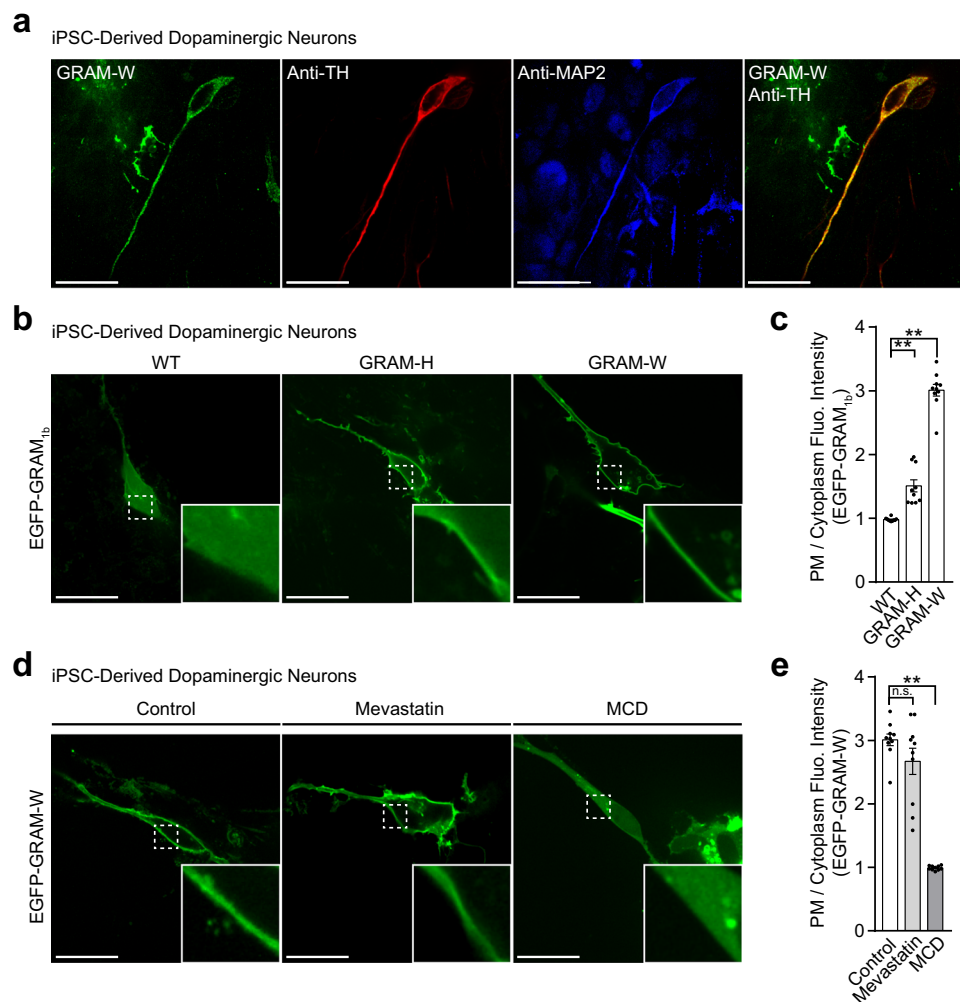 a
iPSC-Derived Dopaminergic Neurons
GRAM-W
Anti-TH
Anti-MAP2
GRAM-W
Anti-TH
b
iPSC-Derived Dopaminergic Neurons
WT
GRAM-H
GRAM-W
EGFP-GRAM1b
c
PM / Cytoplasm Fluo. Intensity
(EGFP-GRAM1b)
4
3
2
1
0
**
**
WT
GRAM-H
GRAM-W
d
iPSC-Derived Dopaminergic Neurons
Control
Mevastatin
MCD
EGFP-GRAM-W
e
PM / Cytoplasm Fluo. Intensity
(EGFP-GRAM-W)
4
3
2
1
0
**
n.s.
Control
Mevastatin
MCD